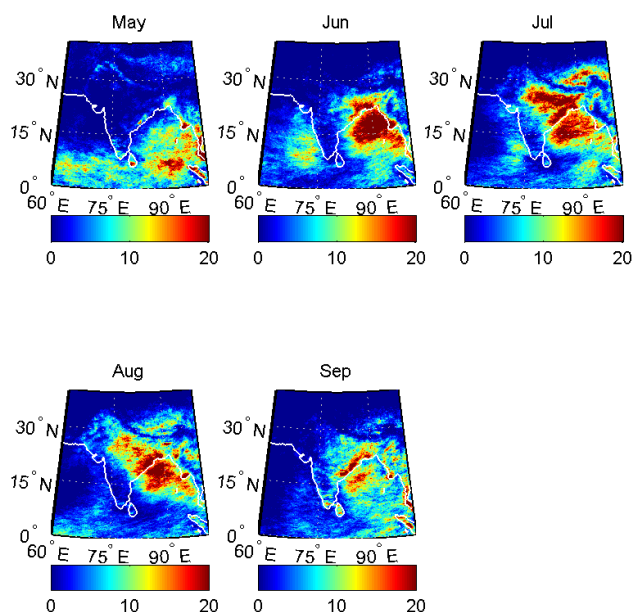 May Jun Jul
30°N 30°N 30°N
15°N 15°N 15°N
0° 0° 0°
60°E 75°E 90°E 60°E 75°E 90°E 60°E 75°E 90°E
0 10 20 0 10 20 0 10 20
Aug Sep
30°N 30°N
15°N 15°N
0° 0°
60°E 75°E 90°E 60°E 75°E 90°E
0 10 20 0 10 20